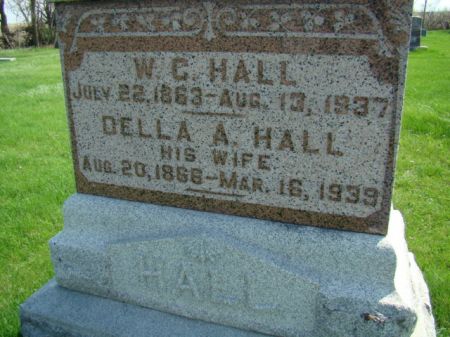 W. C. HALL
JULY 22, 1863-AUG. 13, 1937
DELLA A. HALL
HIS WIFE
AUG. 20, 1866-MAR. 16, 1939
HALL